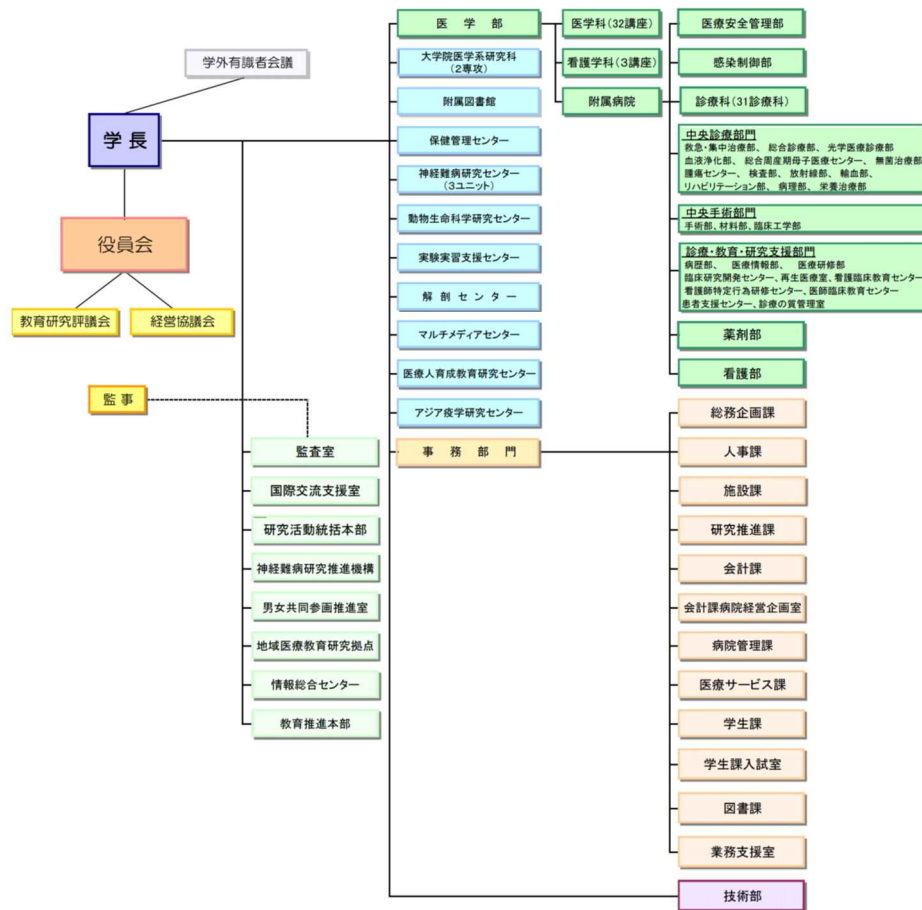 学外有識者会議
学長
役員会
教育研究評議会
経営協議会
監事
監査室
国際交流支援室
研究活動統括本部
神経難病研究推進機構
男女共同参画推進室
地域医療教育研究拠点
情報総合センター
教育推進本部
医学部
大学院医学系研究科
(2専攻)
附属図書館
保健管理センター
神経難病研究センター
(3ユニット)
動物生命科学研究センター
実験実習支援センター
解剖センター
マルチメディアセンター
医療人育成教育研究センター
アジア疫学研究センター
事務部門
医学科(32講座)
看護学科(3講座)
附属病院
医療安全管理部
感染制御部
診療科(31診療科)
中央診療部門
救急・集中治療部、 総合診療部、 光学医療診療部
血液浄化部、 総合周産期母子医療センター、 無菌治療部
腫瘍センター、 検査部、 放射線部、 輸血部、
リハビリテーション部、 病理部、 栄養治療部
中央手術部門
手術部、材料部、臨床工学部
診療・教育・研究支援部門
病歴部、 医療情報部、 医療研修部
臨床研究開発センター、再生医療室、看護臨床教育センター
看護師特定行為研修センター、医師臨床教育センター
患者支援センター、診療の質管理室
薬剤部
看護部
総務企画課
人事課
施設課
研究推進課
会計課
会計課病院経営企画室
病院管理課
医療サービス課
学生課
学生課入試室
図書課
業務支援室
技術部